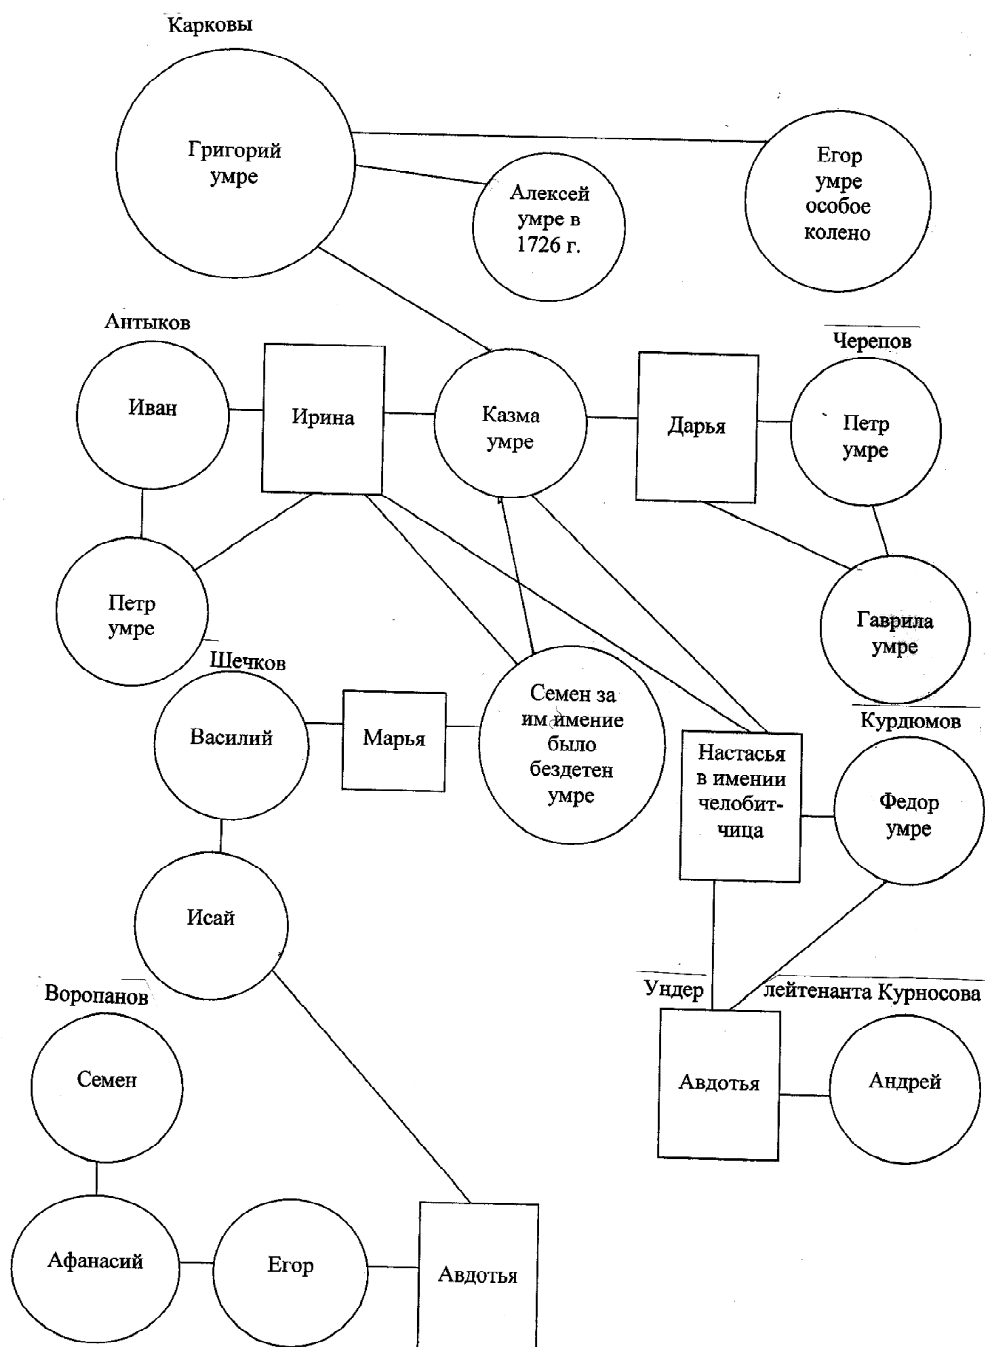 Карковы
Григорий
умре
Алексей
умре в
1726 г.
Егор
умре
особое
колено
Антыков
Иван
Ирина
Казма
умре
Дарья
Черепов
Петр
умре
Петр
умре
Гаврила
умре
Шечков
Василий
Марья
Семен за
им имение
было
бездетен
умре
Настасья
в имении
челобит-
чица
Курдюмов
Федор
умре
Исай
Ундер лейтенанта Курносова
Авдотья
Андрей
Воропанов
Семен
Афанасий
Егор
Авдотья